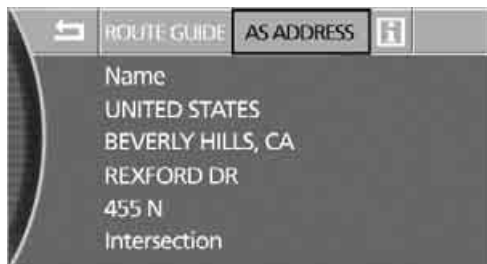 ROUTE GUIDE AS ADDRESS i
Name
UNITED STATES
BEVERLY HILLS, CA
REXFORD DR
455 N
Intersection